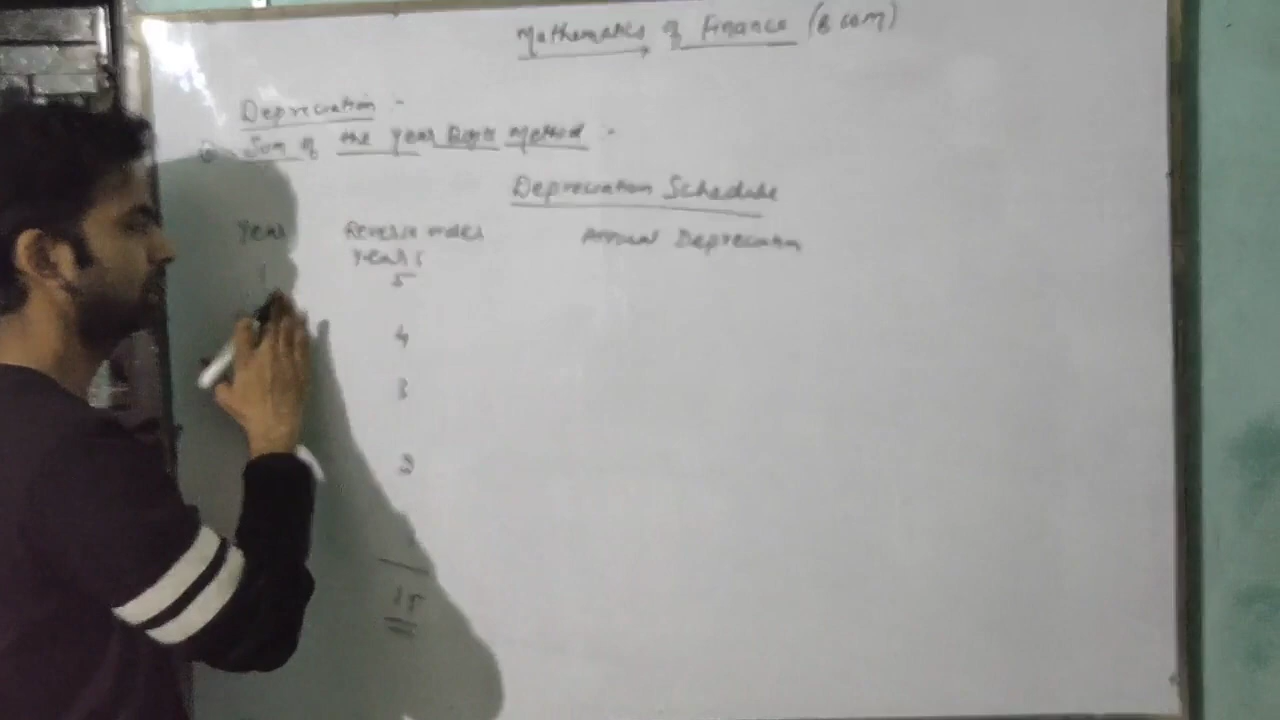 Mathematics of Finance (B com)
Depreciation -
Sum of the Year Digit Method :-
Depreciation Schedule
Year Reverse order Annual Depreciation
years
1 5
4
3
2
15